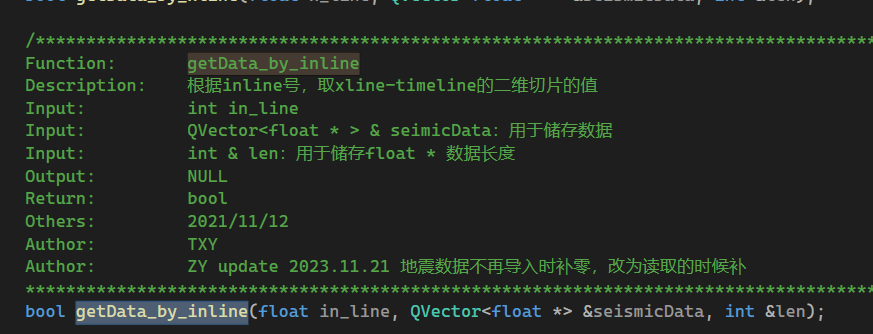 /***********************************************************************************
Function:       getData_by_inline
Description:    根据inline号，取xline-timeline的二维切片的值
Input:          int in_line
Input:          QVector<float * > & seimicData：用于储存数据
Input:          int & len：用于储存float * 数据长度
Output:         NULL
Return:         bool
Others:         2021/11/12
Author:         TXY
Author:         ZY update 2023.11.21 地震数据不再导入时补零，改为读取的时候补
************************************************************************************
bool getData_by_inline(float in_line, QVector<float *> &seismicData, int &len);